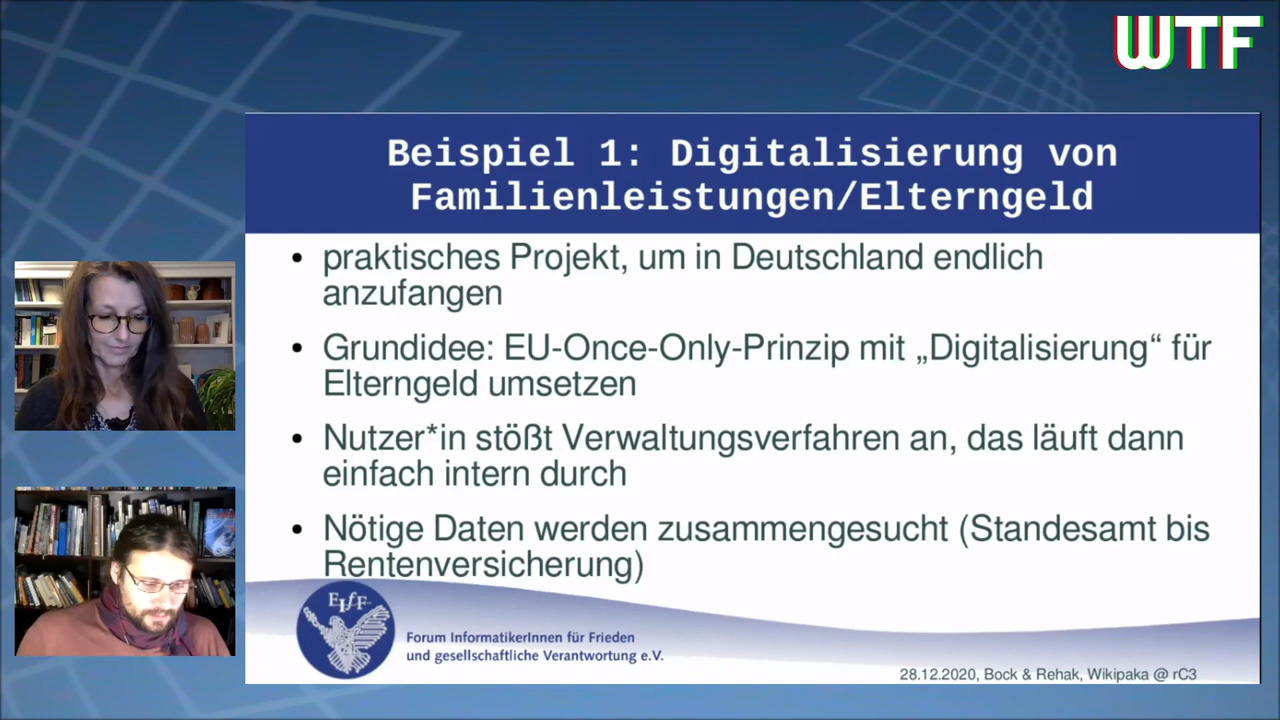 WTF
Beispiel 1: Digitalisierung von
Familienleistungen/Elterngeld
• praktisches Projekt, um in Deutschland endlich
anzufangen
• Grundidee: EU-Once-Only-Prinzip mit „Digitalisierung“ für
Elterngeld umsetzen
• Nutzer*in stößt Verwaltungsverfahren an, das läuft dann
einfach intern durch
• Nötige Daten werden zusammengesucht (Standesamt bis
Rentenversicherung)
FIfF
Forum InformatikerInnen für Frieden
und gesellschaftliche Verantwortung e.V.
28.12.2020, Bock & Rehak, Wikipaka @ rC3